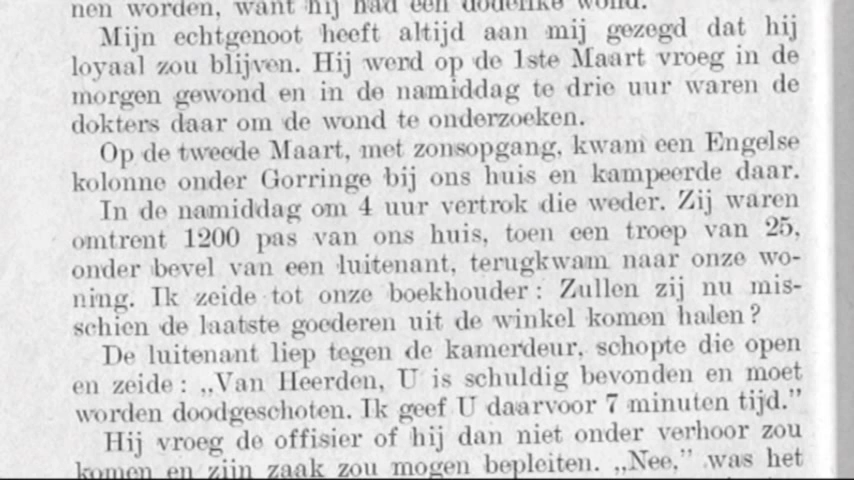 nen worden, want hij had een dodelike wond.
Mijn echtgenoot heeft altijd aan mij gezegd dat hij
loyaal zou blijven. Hij werd op de 1ste Maart vroeg in de
morgen gewond en in de namiddag te drie uur waren de
dokters daar om de wond te onderzoeken.
Op de tweede Maart, met zonsopgang, kwam een Engelse
kolonne onder Gorringe bij ons huis en kampeerde daar.
In de namiddag om 4 uur vertrok die weder. Zij waren
omtrent 1200 pas van ons huis, toen een troep van 25,
onder bevel van een luitenant, terugkwam naar onze wo-
ning. Ik zeide tot onze boekhouder: Zullen zij nu mis-
schien de laatste goederen uit de winkel komen halen?
De luitenant liep tegen de kamerdeur, schopte die open
en zeide: „Van Heerden, U is schuldig bevonden en moet
worden doodgeschoten. Ik geef U daarvoor 7 minuten tijd.”
Hij vroeg de offisier of hij dan niet onder verhoor zou
komen en zijn zaak zou mogen bepleiten. „Nee,” was het